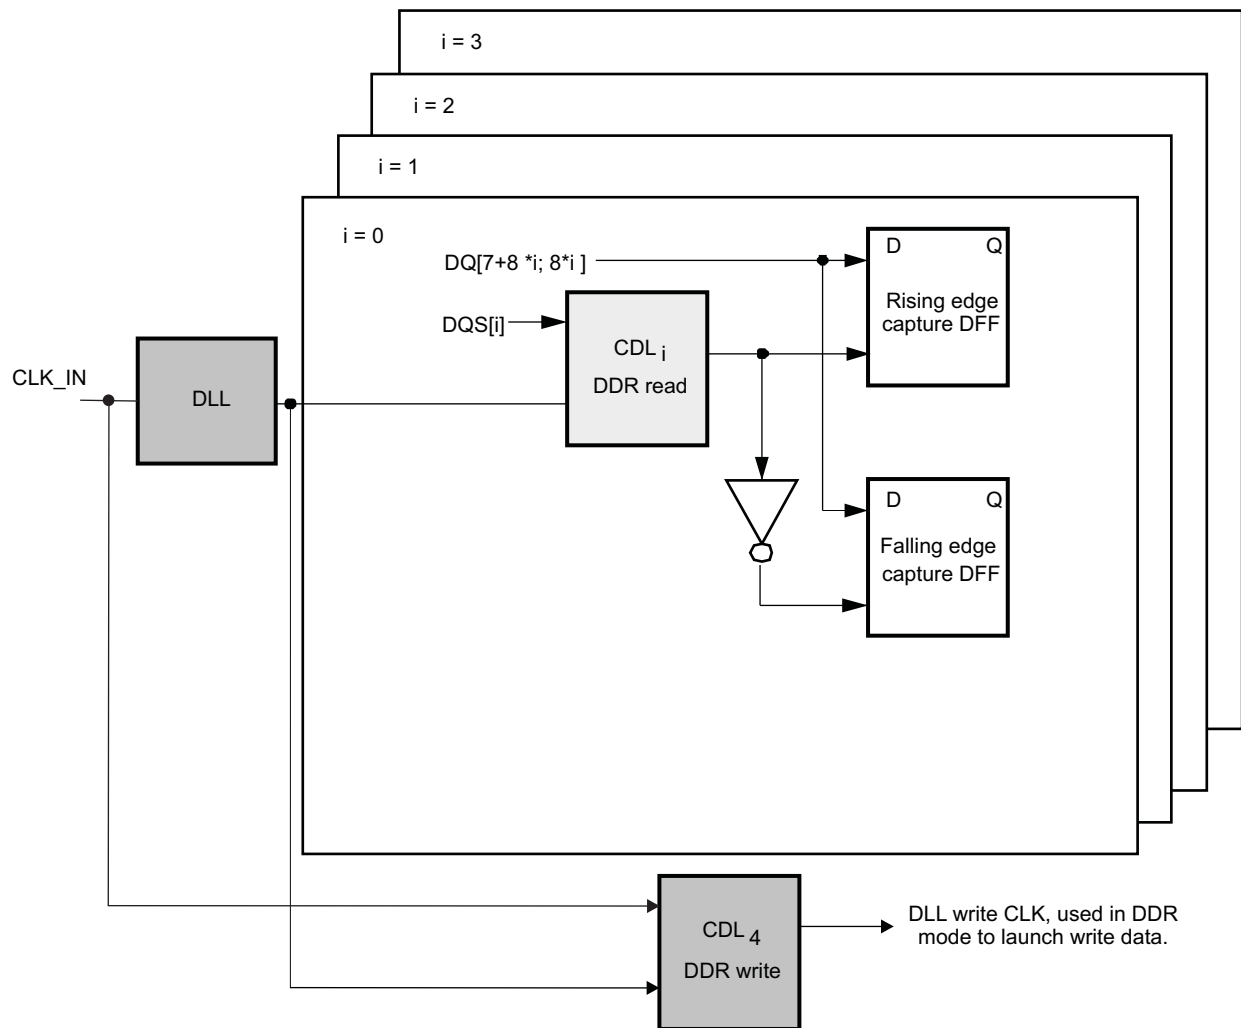 i = 3
i = 2
i = 1
i = 0
DQ[7+8 *i; 8*i ]
DQS[i]
CDL i
DDR read
D Q
Rising edge
capture DFF
CLK_IN
DLL
D Q
Falling edge
capture DFF
CDL 4
DDR write
DLL write CLK, used in DDR
mode to launch write data.